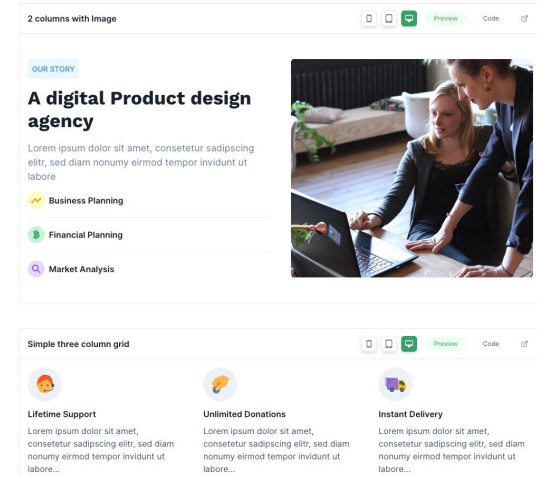 2 columns with Image
Preview
Code
OUR STORY
A digital Product design
agency
Lorem ipsum dolor sit amet, consetetur sadipscing
elitr, sed diam nonumy eirmod tempor invidunt ut
labore
Business Planning
Financial Planning
Market Analysis
Simple three column grid
Preview
Code
Lifetime Support
Lorem ipsum dolor sit amet,
consetetur sadipscing elitr, sed diam
nonumy eirmod tempor invidunt ut
labore...
Unlimited Donations
Lorem ipsum dolor sit amet,
consetetur sadipscing elitr, sed diam
nonumy eirmod tempor invidunt ut
labore...
Instant Delivery
Lorem ipsum dolor sit amet,
consetetur sadipscing elitr, sed diam
nonumy eirmod tempor invidunt ut
labore...